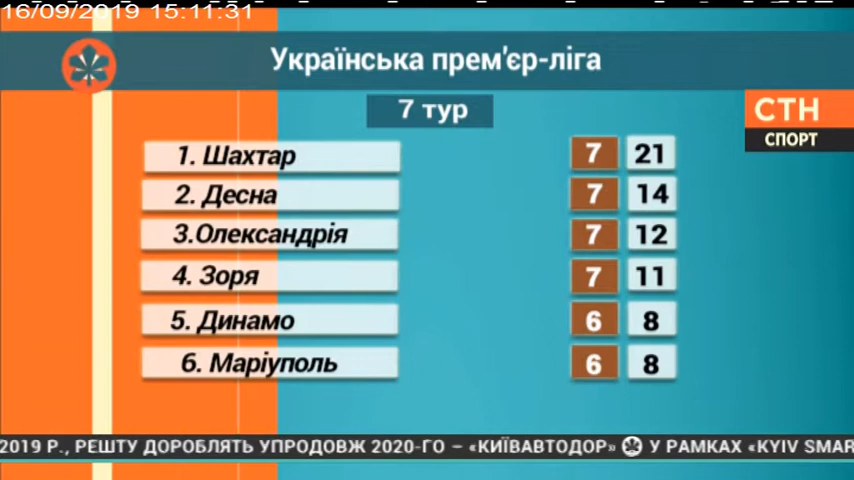 16/09/2019 15:11:31
Українська прем'єр-ліга
7 тур
СТН
СПОРТ
1. Шахтар 7 21
2. Десна 7 14
3.Олександрія 7 12
4. Зоря 7 11
5. Динамо 6 8
6. Маріуполь 6 8
2019 Р., РЕШТУ ДОРОБЛЯТЬ УПРОДОВЖ 2020-ГО – «КИЇВАВТОДОР» У РАМКАХ «KYIV SMAR